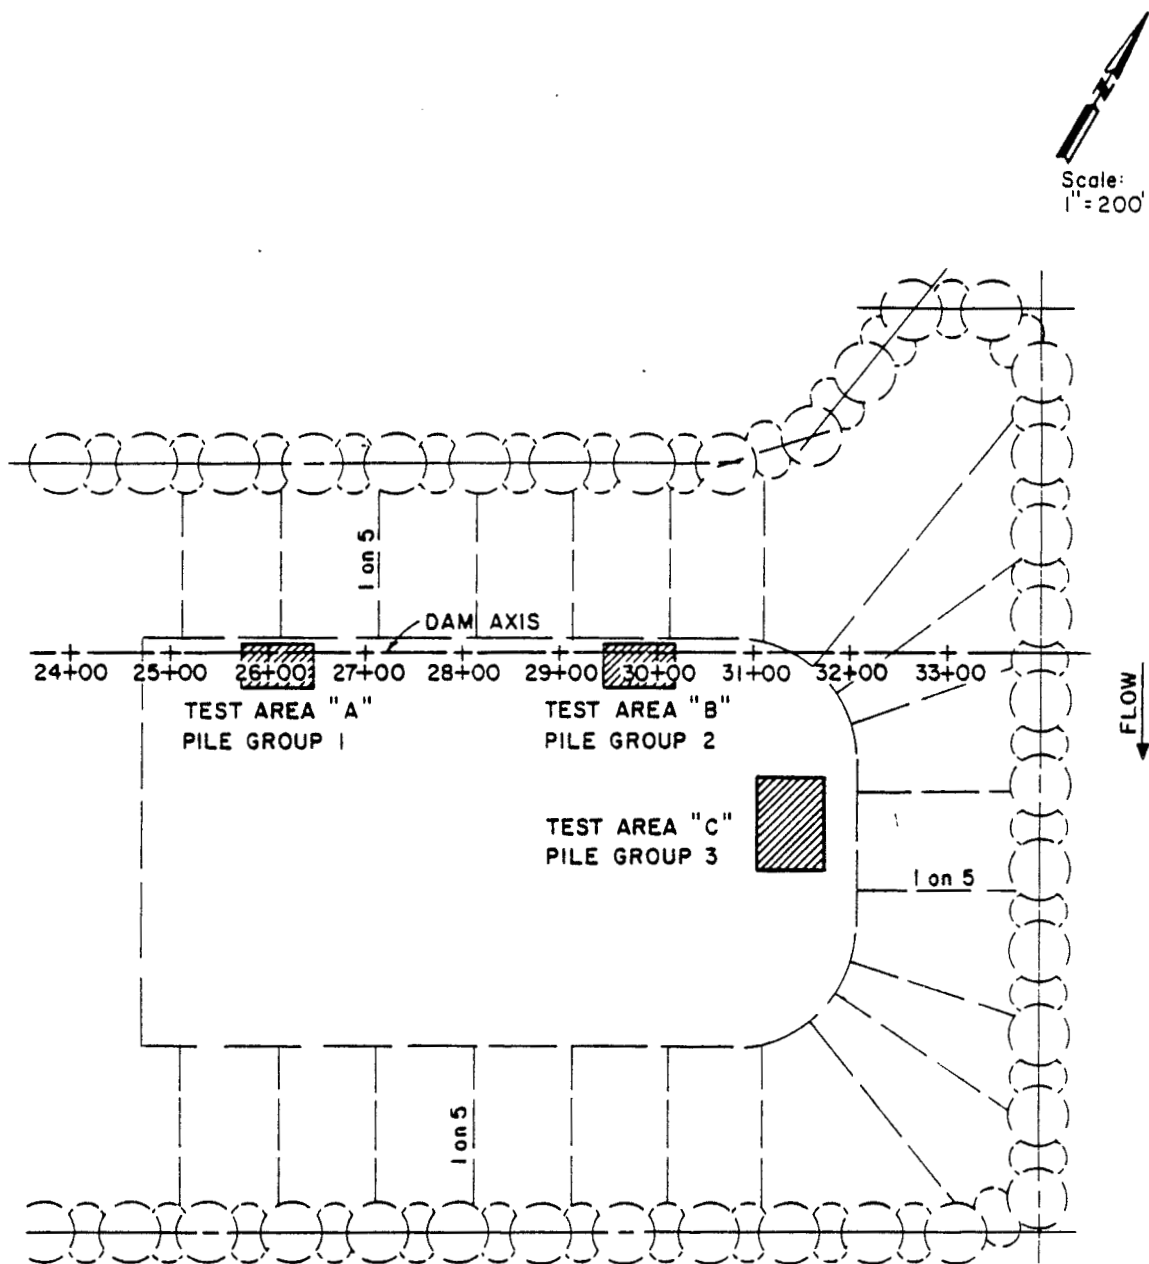 N
Scale:
1"=200'
1 on 5
DAM AXIS
24+00 25+00 26+00 27+00 28+00 29+00 30+00 31+00 32+00 33+00
TEST AREA "A"
PILE GROUP 1
TEST AREA "B"
PILE GROUP 2
FLOW
TEST AREA "C"
PILE GROUP 3
1 on 5
1 on 5